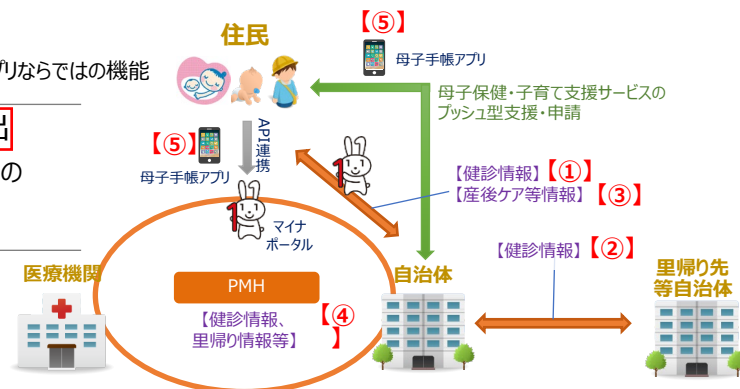 住民
【⑤】
母子手帳アプリ
プリならではの機能
母子保健・子育て支援サービスの
プッシュ型支援・申請
出
の
【⑤】
API連携
母子手帳アプリ
【健診情報】【①】
【産後ケア等情報】【③】
マイナ
ポータル
【健診情報】【②】
医療機関
自治体
里帰り先
等自治体
PMH
【健診情報、
里帰り情報等】
【④
】